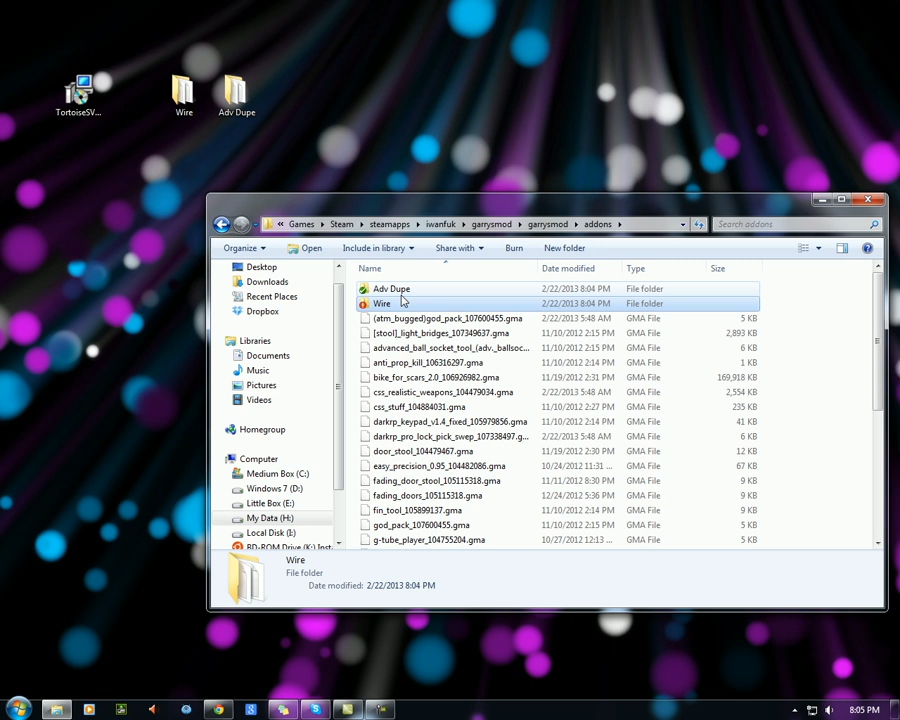 TortoiseSV...
Wire
Adv Dupe
« Games Steam steamapps iwanfuk garrysmod garrysmod addons
Search addons
Organize Open Include in library Share with Burn New folder
Name Date modified Type Size
Desktop
Downloads
Recent Places
Dropbox
Libraries
Documents
Music
Pictures
Videos
Homegroup
Computer
Medium Box (C:)
Windows 7 (D:)
Little Box (E:)
My Data (H:)
Local Disk (I:)
BD-ROM Drive (K:) Inst
Adv Dupe 2/22/2013 8:04 PM File folder
Wire 2/22/2013 8:04 PM File folder
(atm_bugged)god_pack_107600455.gma 2/22/2013 5:48 AM GMA File 5 KB
[stool]_light_bridges_107349637.gma 11/10/2012 2:15 PM GMA File 2,893 KB
advanced_ball_socket_tool_(adv._ballsoc... 11/10/2012 2:15 PM GMA File 6 KB
anti_prop_kill_106316297.gma 11/10/2012 2:14 PM GMA File 1 KB
bike_for_scars_2.0_106926982.gma 11/19/2012 2:31 PM GMA File 169,918 KB
css_realistic_weapons_104479034.gma 2/22/2013 5:48 AM GMA File 2,554 KB
css_stuff_104884031.gma 11/10/2012 2:27 PM GMA File 235 KB
darkrp_keypad_v1.4_fixed_105979856.gma 11/10/2012 2:14 PM GMA File 41 KB
darkrp_pro_lock_pick_swep_107338497.g... 2/22/2013 5:48 AM GMA File 6 KB
door_stool_104479467.gma 11/19/2012 2:30 PM GMA File 12 KB
easy_precision_0.95_104482086.gma 10/24/2012 11:31 ... GMA File 67 KB
fading_door_stool_105115318.gma 11/11/2012 8:30 PM GMA File 9 KB
fading_doors_105115318.gma 12/24/2012 5:36 PM GMA File 9 KB
fin_tool_105899137.gma 11/10/2012 2:14 PM GMA File 9 KB
god_pack_107600455.gma 11/10/2012 2:15 PM GMA File 5 KB
g-tube_player_104755204.gma 10/27/2012 12:13 ... GMA File 9 KB
Wire
File folder
Date modified: 2/22/2013 8:04 PM
8:05 PM